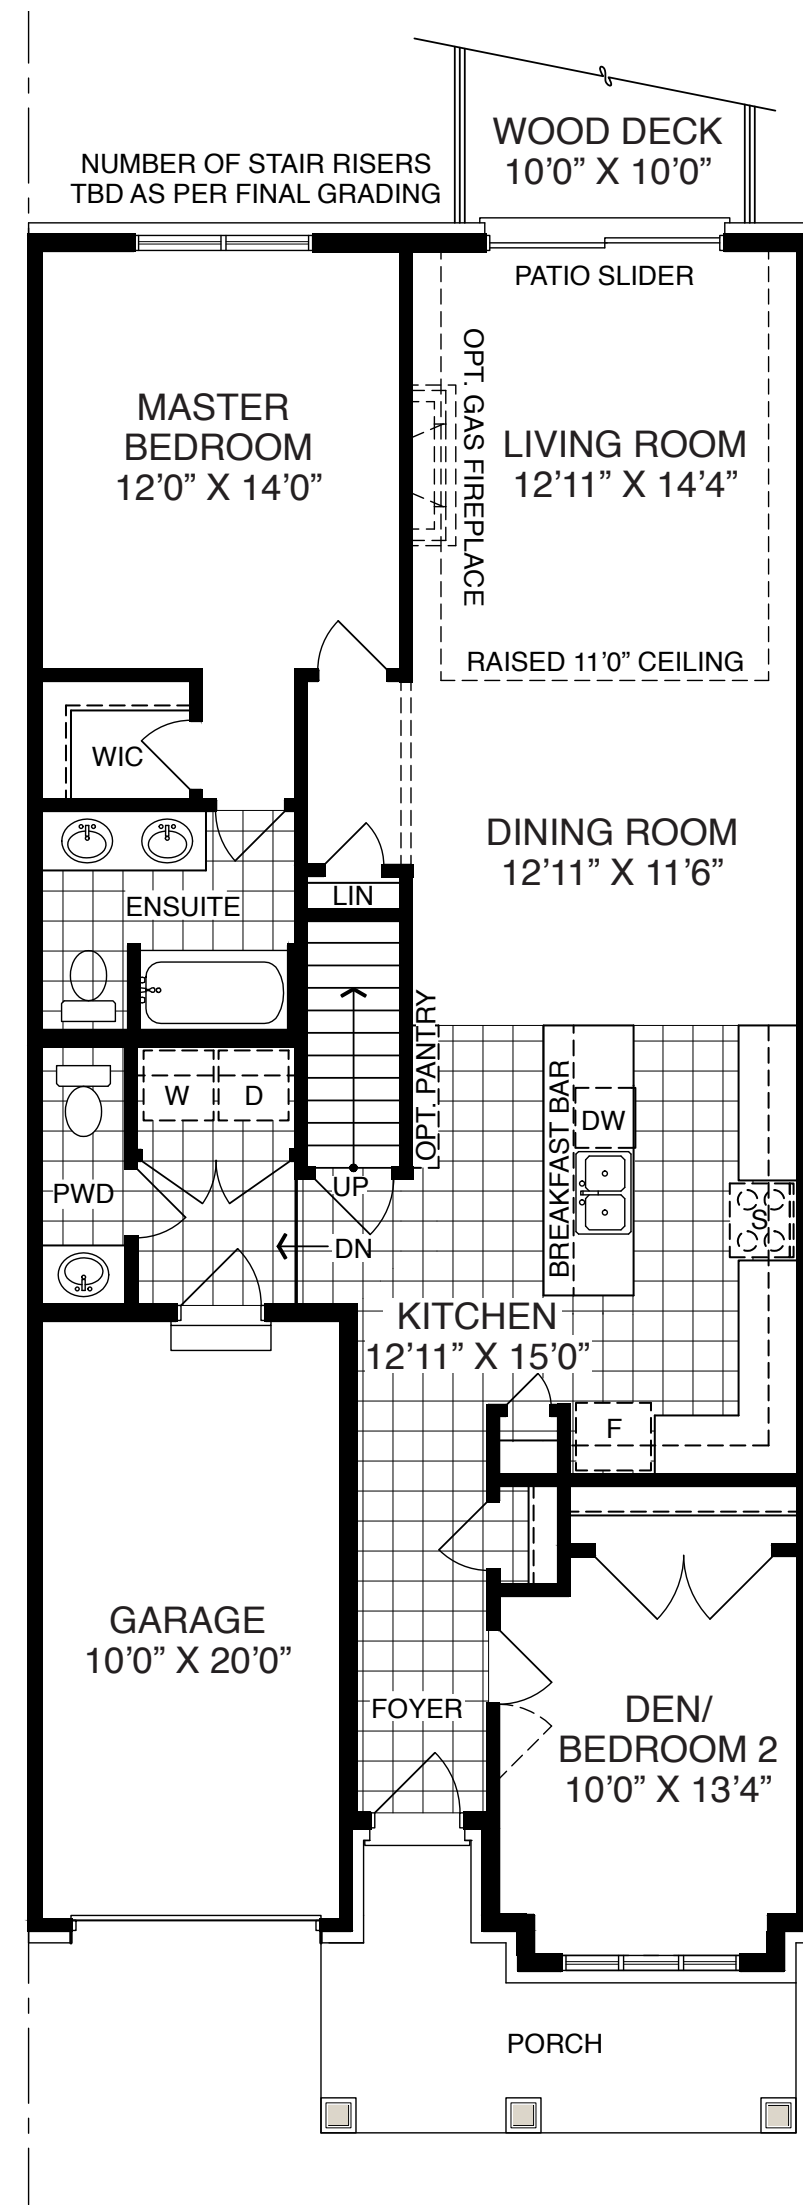 WOOD DECK
10’0” X 10’0”
NUMBER OF STAIR RISERS
TBD AS PER FINAL GRADING
PATIO SLIDER
OPT. GAS FIREPLACE
MASTER
BEDROOM
12’0” X 14’0”
LIVING ROOM
12’11” X 14’4”
RAISED 11’0” CEILING
WIC
DINING ROOM
12’11” X 11’6”
LIN
ENSUITE
OPT. PANTRY
BREAKFAST BAR
W
D
DW
PWD
UP
S
DN
KITCHEN
12’11” X 15’0”
F
GARAGE
10’0” X 20’0”
FOYER
DEN/
BEDROOM 2
10’0” X 13’4”
PORCH